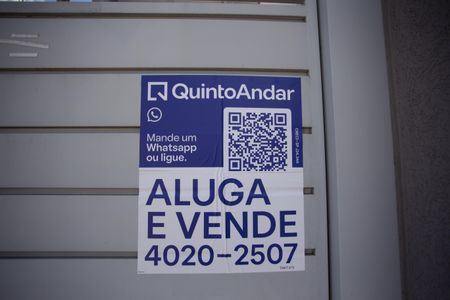 QuintoAndar
Mande um
Whatsapp
ou ligue.
ALUGA
E VENDE
4020-2507